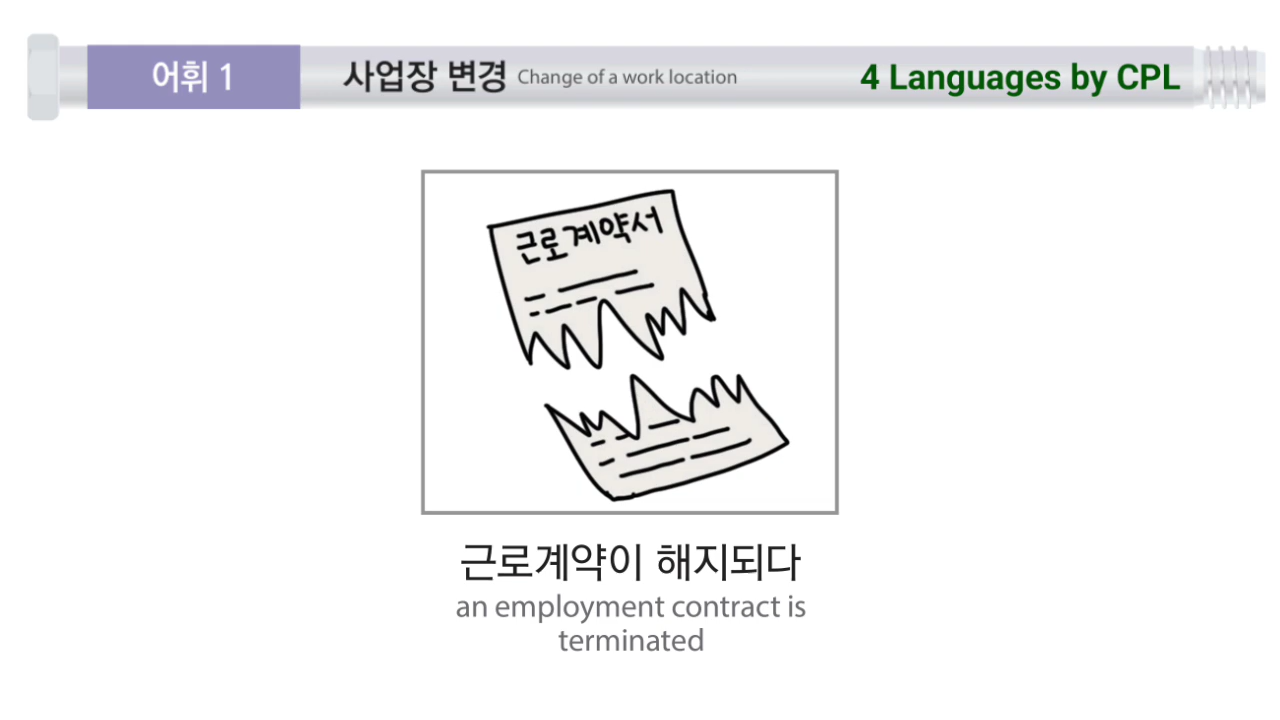 어휘 1 사업장 변경 Change of a work location 4 Languages by CPL
근로계약서
근로계약이 해지되다
an employment contract is
terminated